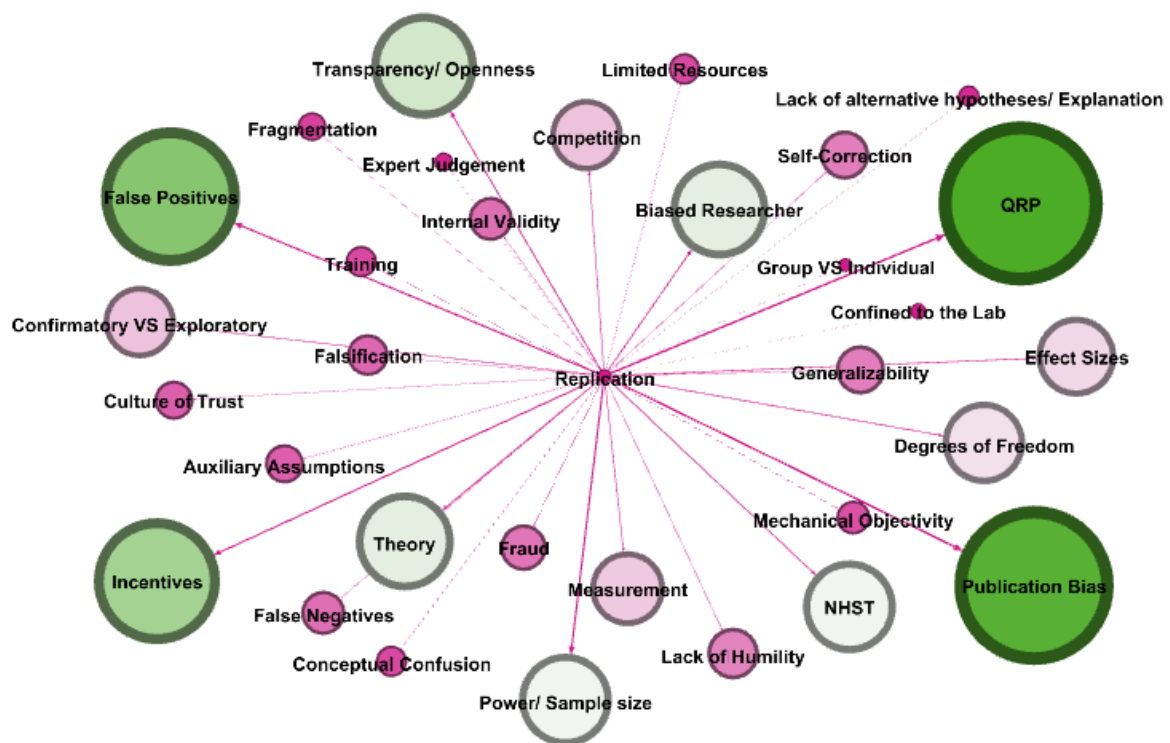 Transparency/ Openness
Limited Resources
Lack of alternative hypotheses/ Explanation
Fragmentation
Competition
Self-Correction
Expert Judgement
False Positives
Internal Validity
Biased Researcher
QRP
Training
Group VS Individual
Confined to the Lab
Confirmatory VS Exploratory
Falsification
Effect Sizes
Replication
Generalizability
Culture of Trust
Degrees of Freedom
Auxiliary Assumptions
Mechanical Objectivity
Theory
Fraud
Incentives
Measurement
Publication Bias
NHST
False Negatives
Conceptual Confusion
Lack of Humility
Power/ Sample size